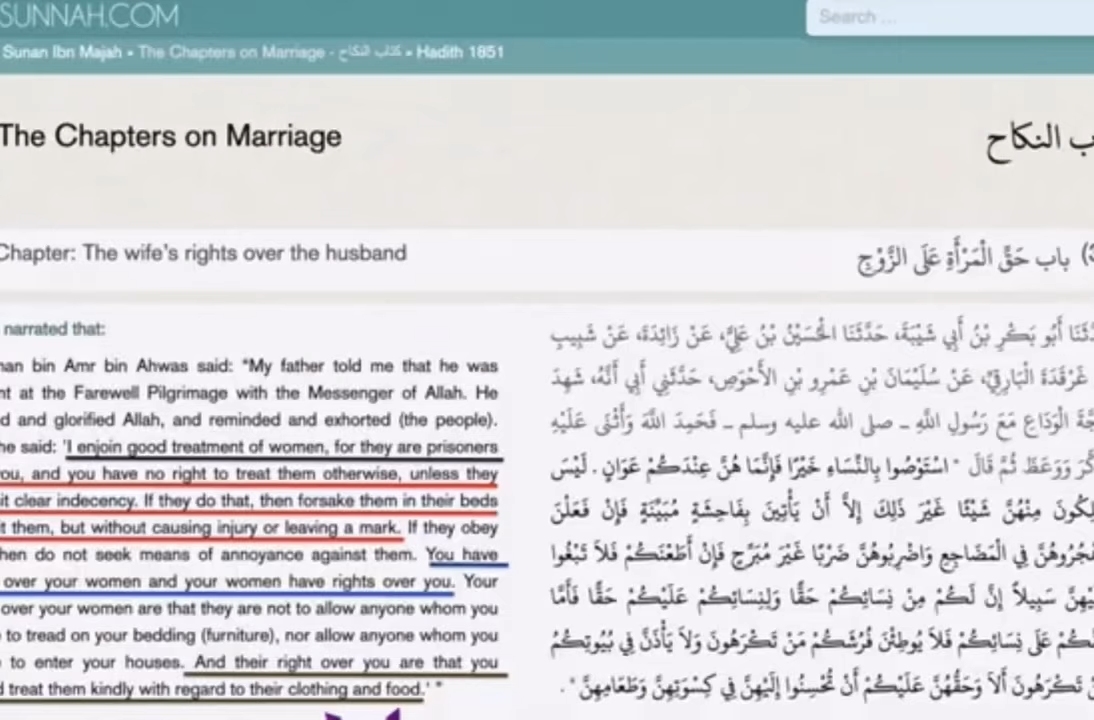 SUNNAH.COM
Search ...
Sunan Ibn Majah • The Chapters on Marriage - كتاب النكاح • Hadith 1851
The Chapters on Marriage
النكاح
Chapter: The wife's rights over the husband
باب حَقِّ الْمَرْأَةِ عَلَى الزَّوْجِ
narrated that:
bin Amr bin Ahwas said: "My father told me that he was
at the Farewell Pilgrimage with the Messenger of Allah. He
and glorified Allah, and reminded and exhorted (the people).
he said: 'I enjoin good treatment of women, for they are prisoners
and you have no right to treat them otherwise, unless they
clear indecency. If they do that, then forsake them in their beds
them, but without causing injury or leaving a mark. If they obey
then do not seek means of annoyance against them. You have
over your women and your women have rights over you. Your
over your women are that they are not to allow anyone whom you
to tread on your bedding (furniture), nor allow anyone whom you
to enter your houses. And their right over you are that you
treat them kindly with regard to their clothing and food.' "
أَبُو بَكْرِ بْنُ أَبِي شَيْبَةَ، حَدَّثَنَا الْحُسَيْنُ بْنُ عَلِيٍّ، عَنْ زَائِدَةَ، عَنْ شَبِيبِ
غَرْقَدَةَ الْبَارِقِيِّ، عَنْ سُلَيْمَانَ بْنِ عَمْرِو بْنِ الأَحْوَصِ، حَدَّثَنِي أَبِي أَنَّهُ، شَهِدَ
الْوَدَاعِ مَعَ رَسُولِ اللَّهِ ـ صلى الله عليه وسلم ـ فَحَمِدَ اللَّهَ وَأَثْنَى عَلَيْهِ
وَوَعَظَ ثُمَّ قَالَ " اسْتَوْصُوا بِالنِّسَاءِ خَيْرًا فَإِنَّمَا هُنَّ عِنْدَكُمْ عَوَانٍ . لَيْسَ
مِنْهُنَّ شَيْئًا غَيْرَ ذَلِكَ إِلاَّ أَنْ يَأْتِينَ بِفَاحِشَةٍ مُبَيِّنَةٍ فَإِنْ فَعَلْنَ
فِي الْمَضَاجِعِ وَاضْرِبُوهُنَّ ضَرْبًا غَيْرَ مُبَرِّحٍ فَإِنْ أَطَعْنَكُمْ فَلاَ تَبْغُوا
سَبِيلاً إِنَّ لَكُمْ مِنْ نِسَائِكُمْ حَقًّا وَلِنِسَائِكُمْ عَلَيْكُمْ حَقًّا فَأَمَّا
عَلَى نِسَائِكُمْ فَلاَ يُوطِئْنَ فُرُشَكُمْ مَنْ تَكْرَهُونَ وَلاَ يَأْذَنَّ فِي بُيُوتِكُمْ
تَكْرَهُونَ أَلاَ وَحَقُّهُنَّ عَلَيْكُمْ أَنْ تُحْسِنُوا إِلَيْهِنَّ فِي كِسْوَتِهِنَّ وَطَعَامِهِنَّ " .